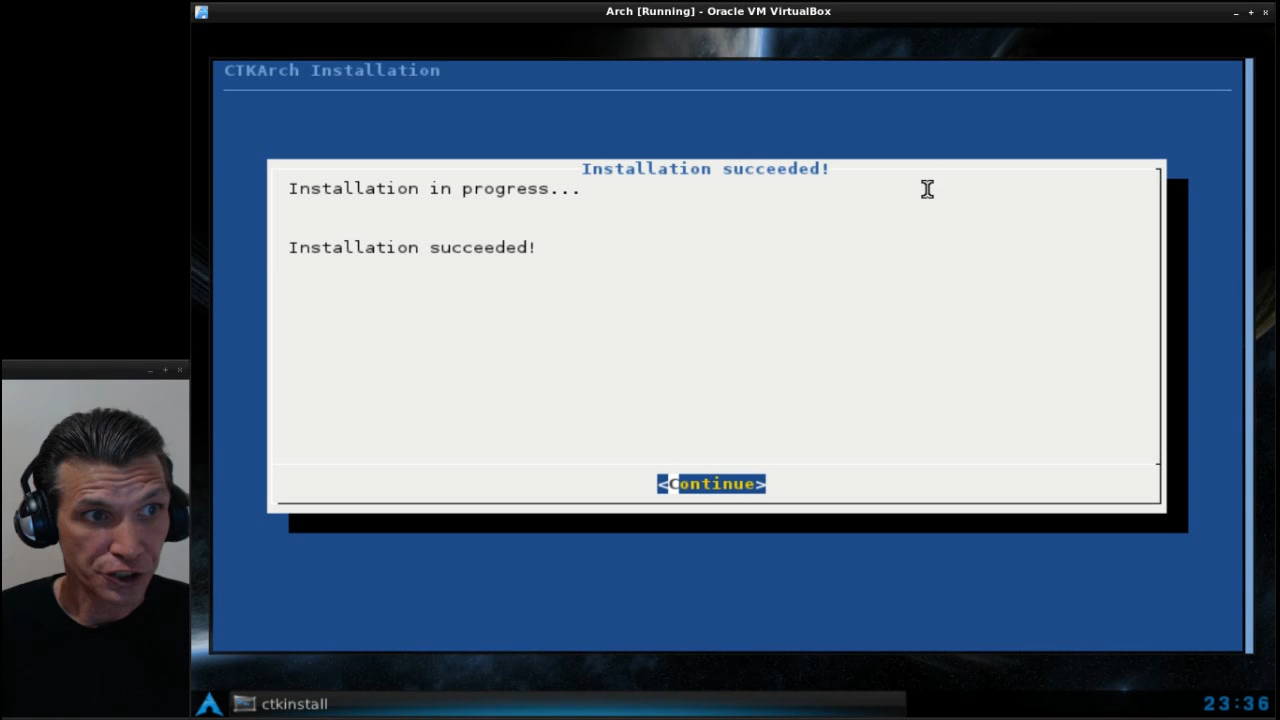 Arch [Running] - Oracle VM VirtualBox
CTKArch Installation
Installation succeeded!
Installation in progress...
Installation succeeded!
<Continue>
ctkinstall
23:36